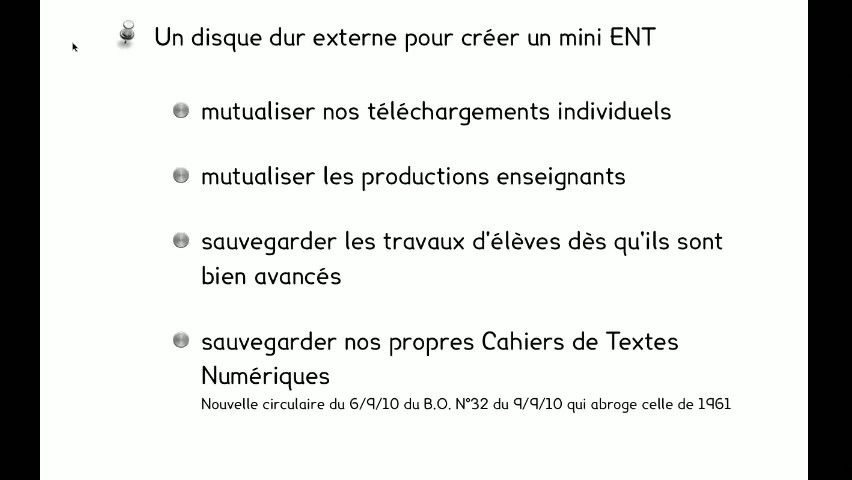 Un disque dur externe pour créer un mini ENT
mutualiser nos téléchargements individuels
mutualiser les productions enseignants
sauvegarder les travaux d'élèves dès qu'ils sont
bien avancés
sauvegarder nos propres Cahiers de Textes
Numériques
Nouvelle circulaire du 6/9/10 du B.O. N°32 du 9/9/10 qui abroge celle de 1961